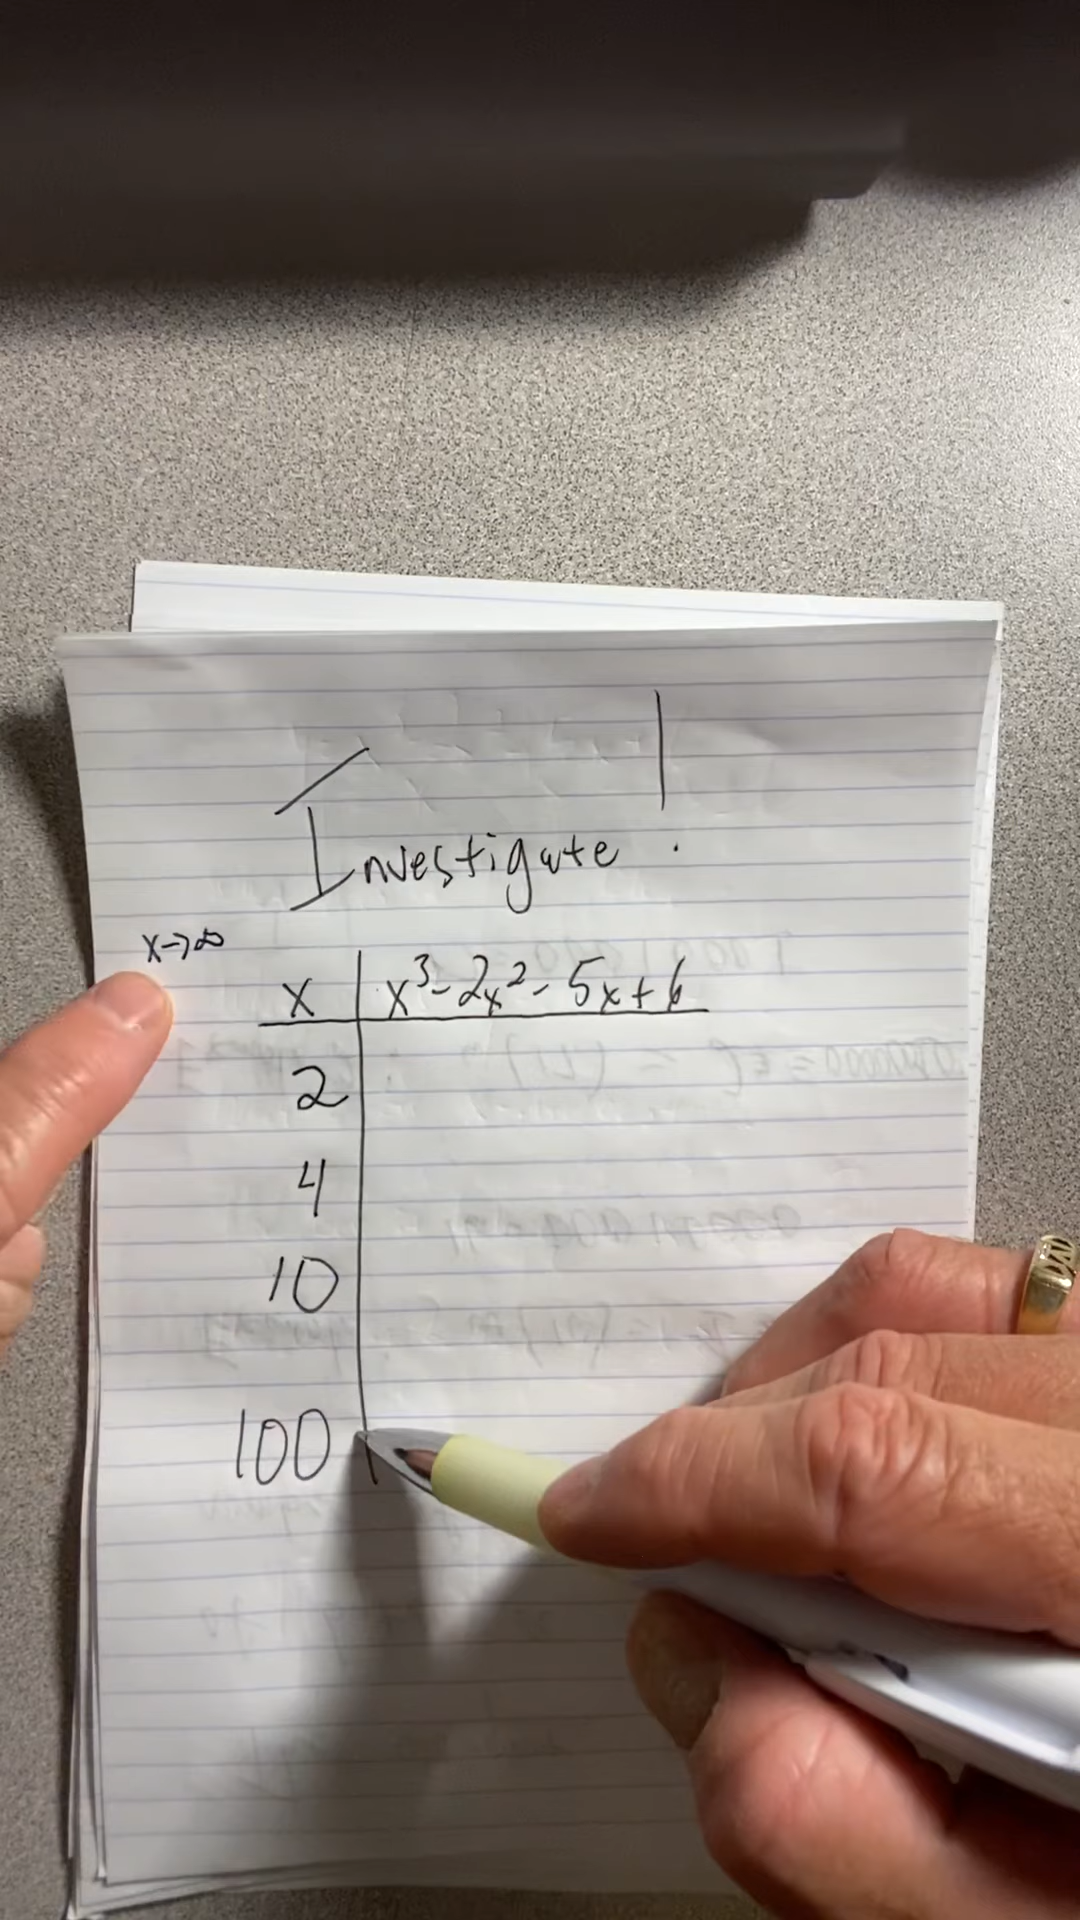 Investigate !
x→∞
x | x³-2x²-5x+6
2
4
10
100